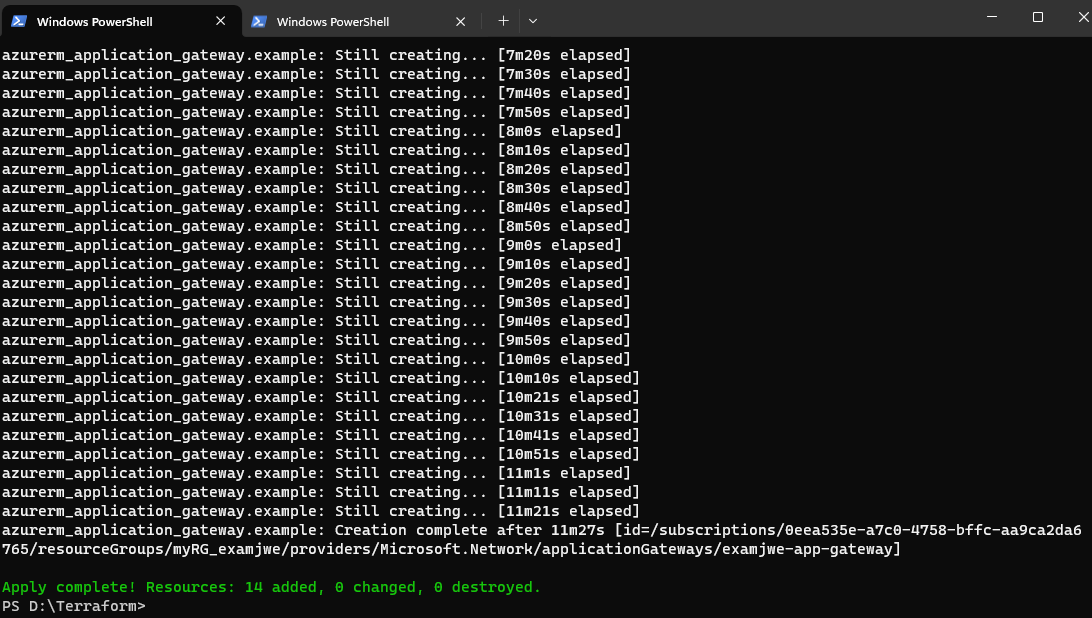 Windows PowerShell
Windows PowerShell
azurerm_application_gateway.example: Still creating... [7m20s elapsed]
azurerm_application_gateway.example: Still creating... [7m30s elapsed]
azurerm_application_gateway.example: Still creating... [7m40s elapsed]
azurerm_application_gateway.example: Still creating... [7m50s elapsed]
azurerm_application_gateway.example: Still creating... [8m0s elapsed]
azurerm_application_gateway.example: Still creating... [8m10s elapsed]
azurerm_application_gateway.example: Still creating... [8m20s elapsed]
azurerm_application_gateway.example: Still creating... [8m30s elapsed]
azurerm_application_gateway.example: Still creating... [8m40s elapsed]
azurerm_application_gateway.example: Still creating... [8m50s elapsed]
azurerm_application_gateway.example: Still creating... [9m0s elapsed]
azurerm_application_gateway.example: Still creating... [9m10s elapsed]
azurerm_application_gateway.example: Still creating... [9m20s elapsed]
azurerm_application_gateway.example: Still creating... [9m30s elapsed]
azurerm_application_gateway.example: Still creating... [9m40s elapsed]
azurerm_application_gateway.example: Still creating... [9m50s elapsed]
azurerm_application_gateway.example: Still creating... [10m0s elapsed]
azurerm_application_gateway.example: Still creating... [10m10s elapsed]
azurerm_application_gateway.example: Still creating... [10m21s elapsed]
azurerm_application_gateway.example: Still creating... [10m31s elapsed]
azurerm_application_gateway.example: Still creating... [10m41s elapsed]
azurerm_application_gateway.example: Still creating... [10m51s elapsed]
azurerm_application_gateway.example: Still creating... [11m1s elapsed]
azurerm_application_gateway.example: Still creating... [11m11s elapsed]
azurerm_application_gateway.example: Still creating... [11m21s elapsed]
azurerm_application_gateway.example: Creation complete after 11m27s [id=/subscriptions/0eea535e-a7c0-4758-bffc-aa9ca2da6
765/resourceGroups/myRG_examjwe/providers/Microsoft.Network/applicationGateways/examjwe-app-gateway]
Apply complete! Resources: 14 added, 0 changed, 0 destroyed.
PS D:\Terraform>